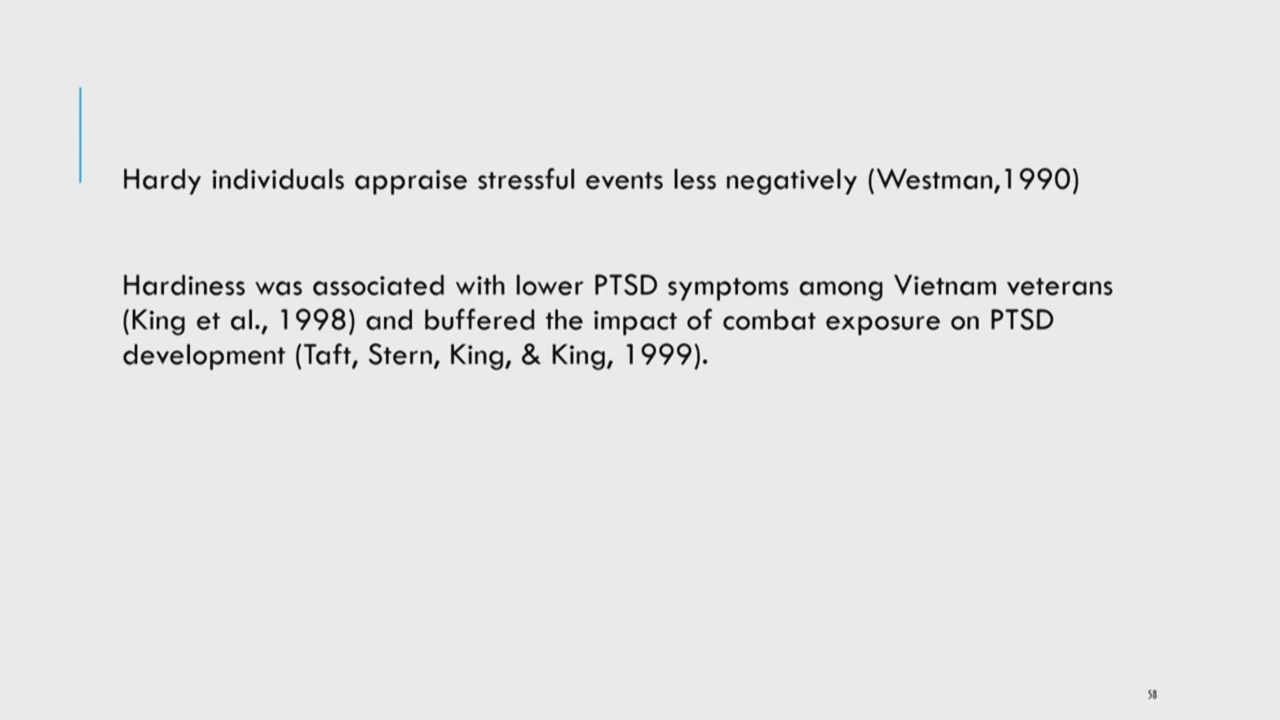 Hardy individuals appraise stressful events less negatively (Westman,1990)
Hardiness was associated with lower PTSD symptoms among Vietnam veterans
(King et al., 1998) and buffered the impact of combat exposure on PTSD
development (Taft, Stern, King, & King, 1999).
58